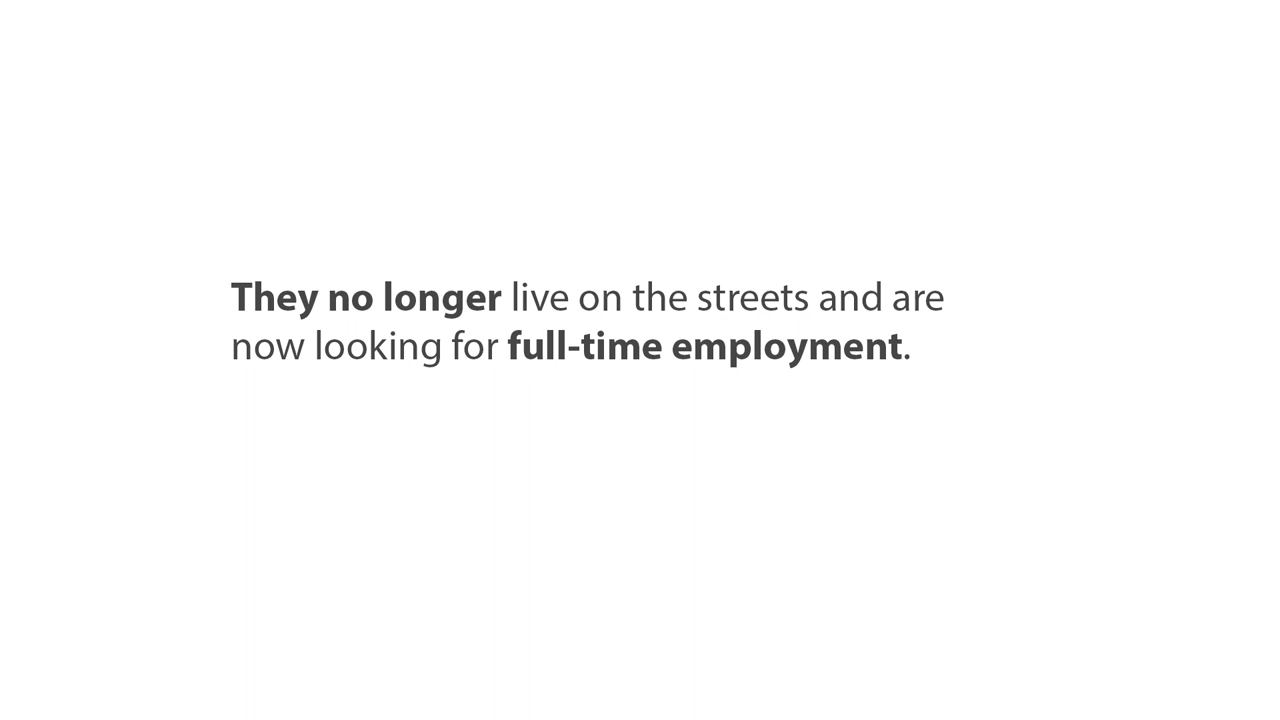 They no longer live on the streets and are
now looking for full-time employment.